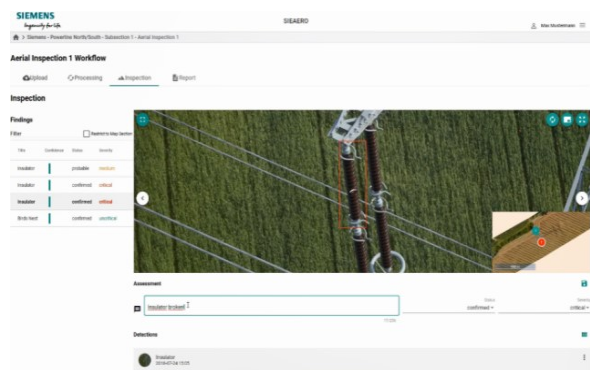 SIEMENS
Ingenuity for life
SIEAERO
Max Mustermann
> Siemens - Powerline North/South - Subsection 1 - Aerial Inspection 1
Aerial Inspection 1 Workflow
Upload
Processing
Inspection
Report
Inspection
Findings
Filter
Restrict to Map Section
Title Confidence Status Severity
Insulator probable medium
Insulator confirmed critical
Insulator confirmed critical
Birds Nest confirmed uncritical
Assessment
Insulator broken!
Status
confirmed
Severity
critical
Detections
Insulator